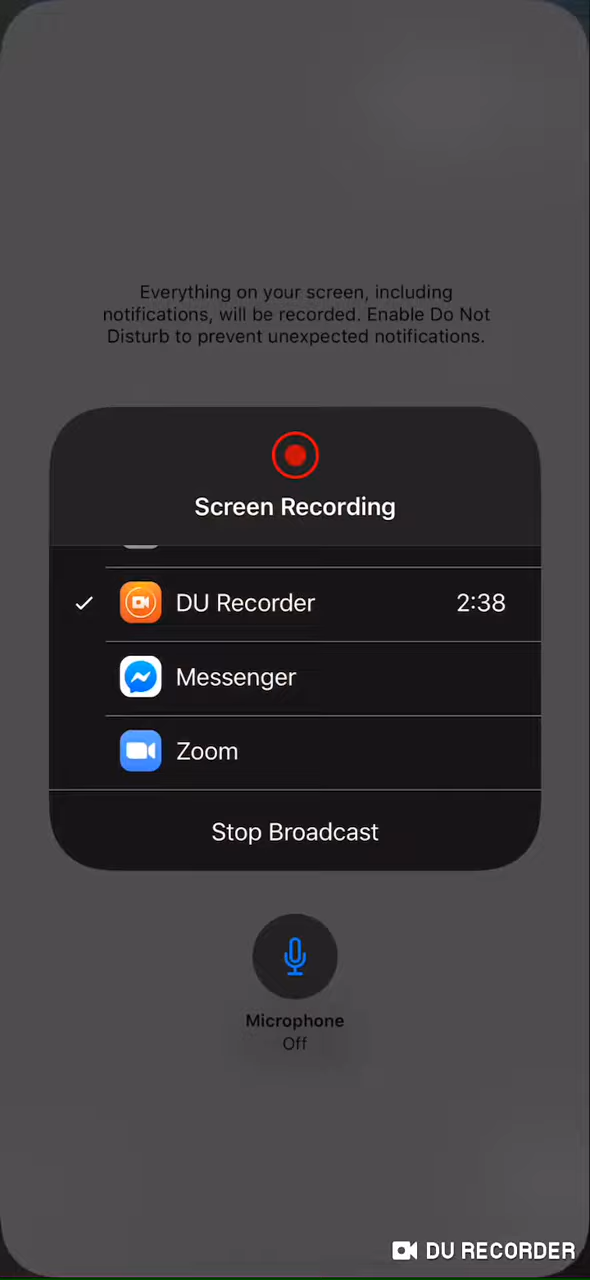 Everything on your screen, including
notifications, will be recorded. Enable Do Not
Disturb to prevent unexpected notifications.
Screen Recording
DU Recorder 2:38
Messenger
Zoom
Stop Broadcast
Microphone
Off
DU RECORDER